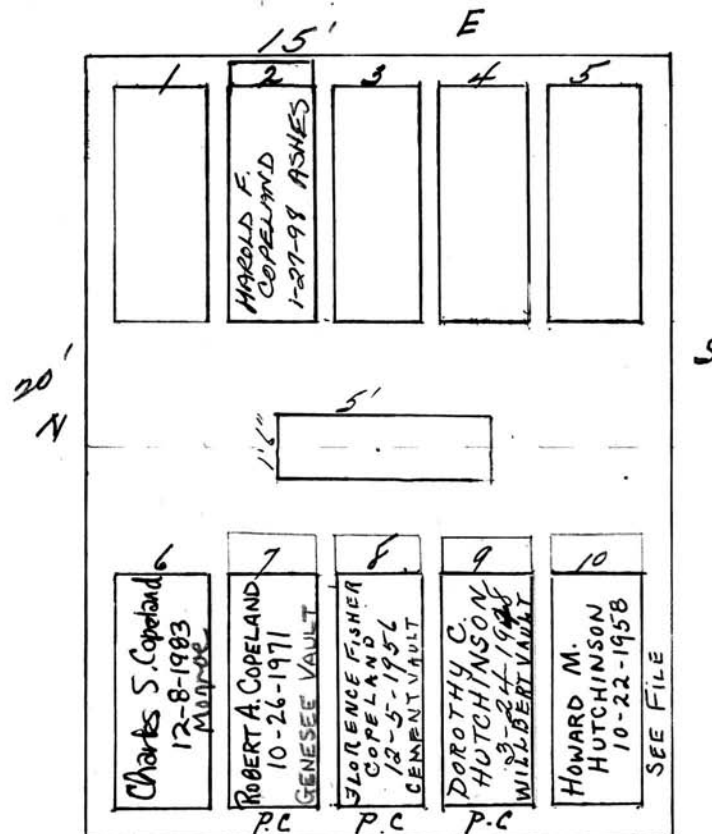 15' E
1 2 3 4 5
HAROLD F.
COPELAND
1-27-98 ASHES
S
20'
N
5'
1'6"
6 7 8 9 10
Charles S. Copeland
12-8-1983
Monroe
ROBERT A. COPELAND
10-26-1971
GENESEE VAULT
FLORENCE FISHER
COPELAND
12-5-1956
CEMENT VAULT
DOROTHY C.
HUTCHINSON
WILLBERT VAULT
HOWARD M.
HUTCHINSON
10-22-1958
SEE FILE
P.C P.C P.C